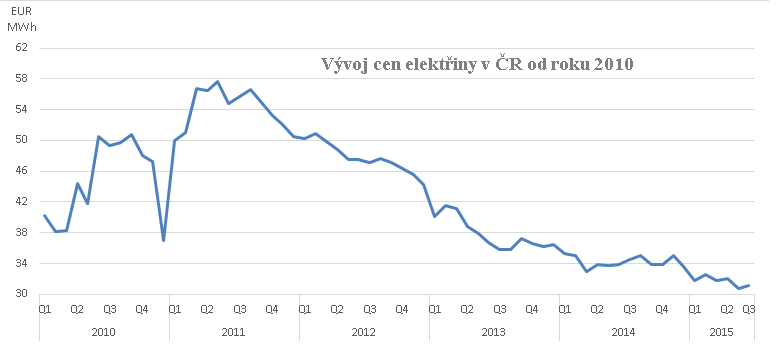 EUR
MWh
Vývoj cen elektřiny v ČR od roku 2010
62
58
54
50
46
42
38
34
30
Q1 Q2 Q3 Q4 Q1 Q2 Q3 Q4 Q1 Q2 Q3 Q4 Q1 Q2 Q3 Q4 Q1 Q2 Q3 Q4 Q1 Q2 Q3
2010 2011 2012 2013 2014 2015